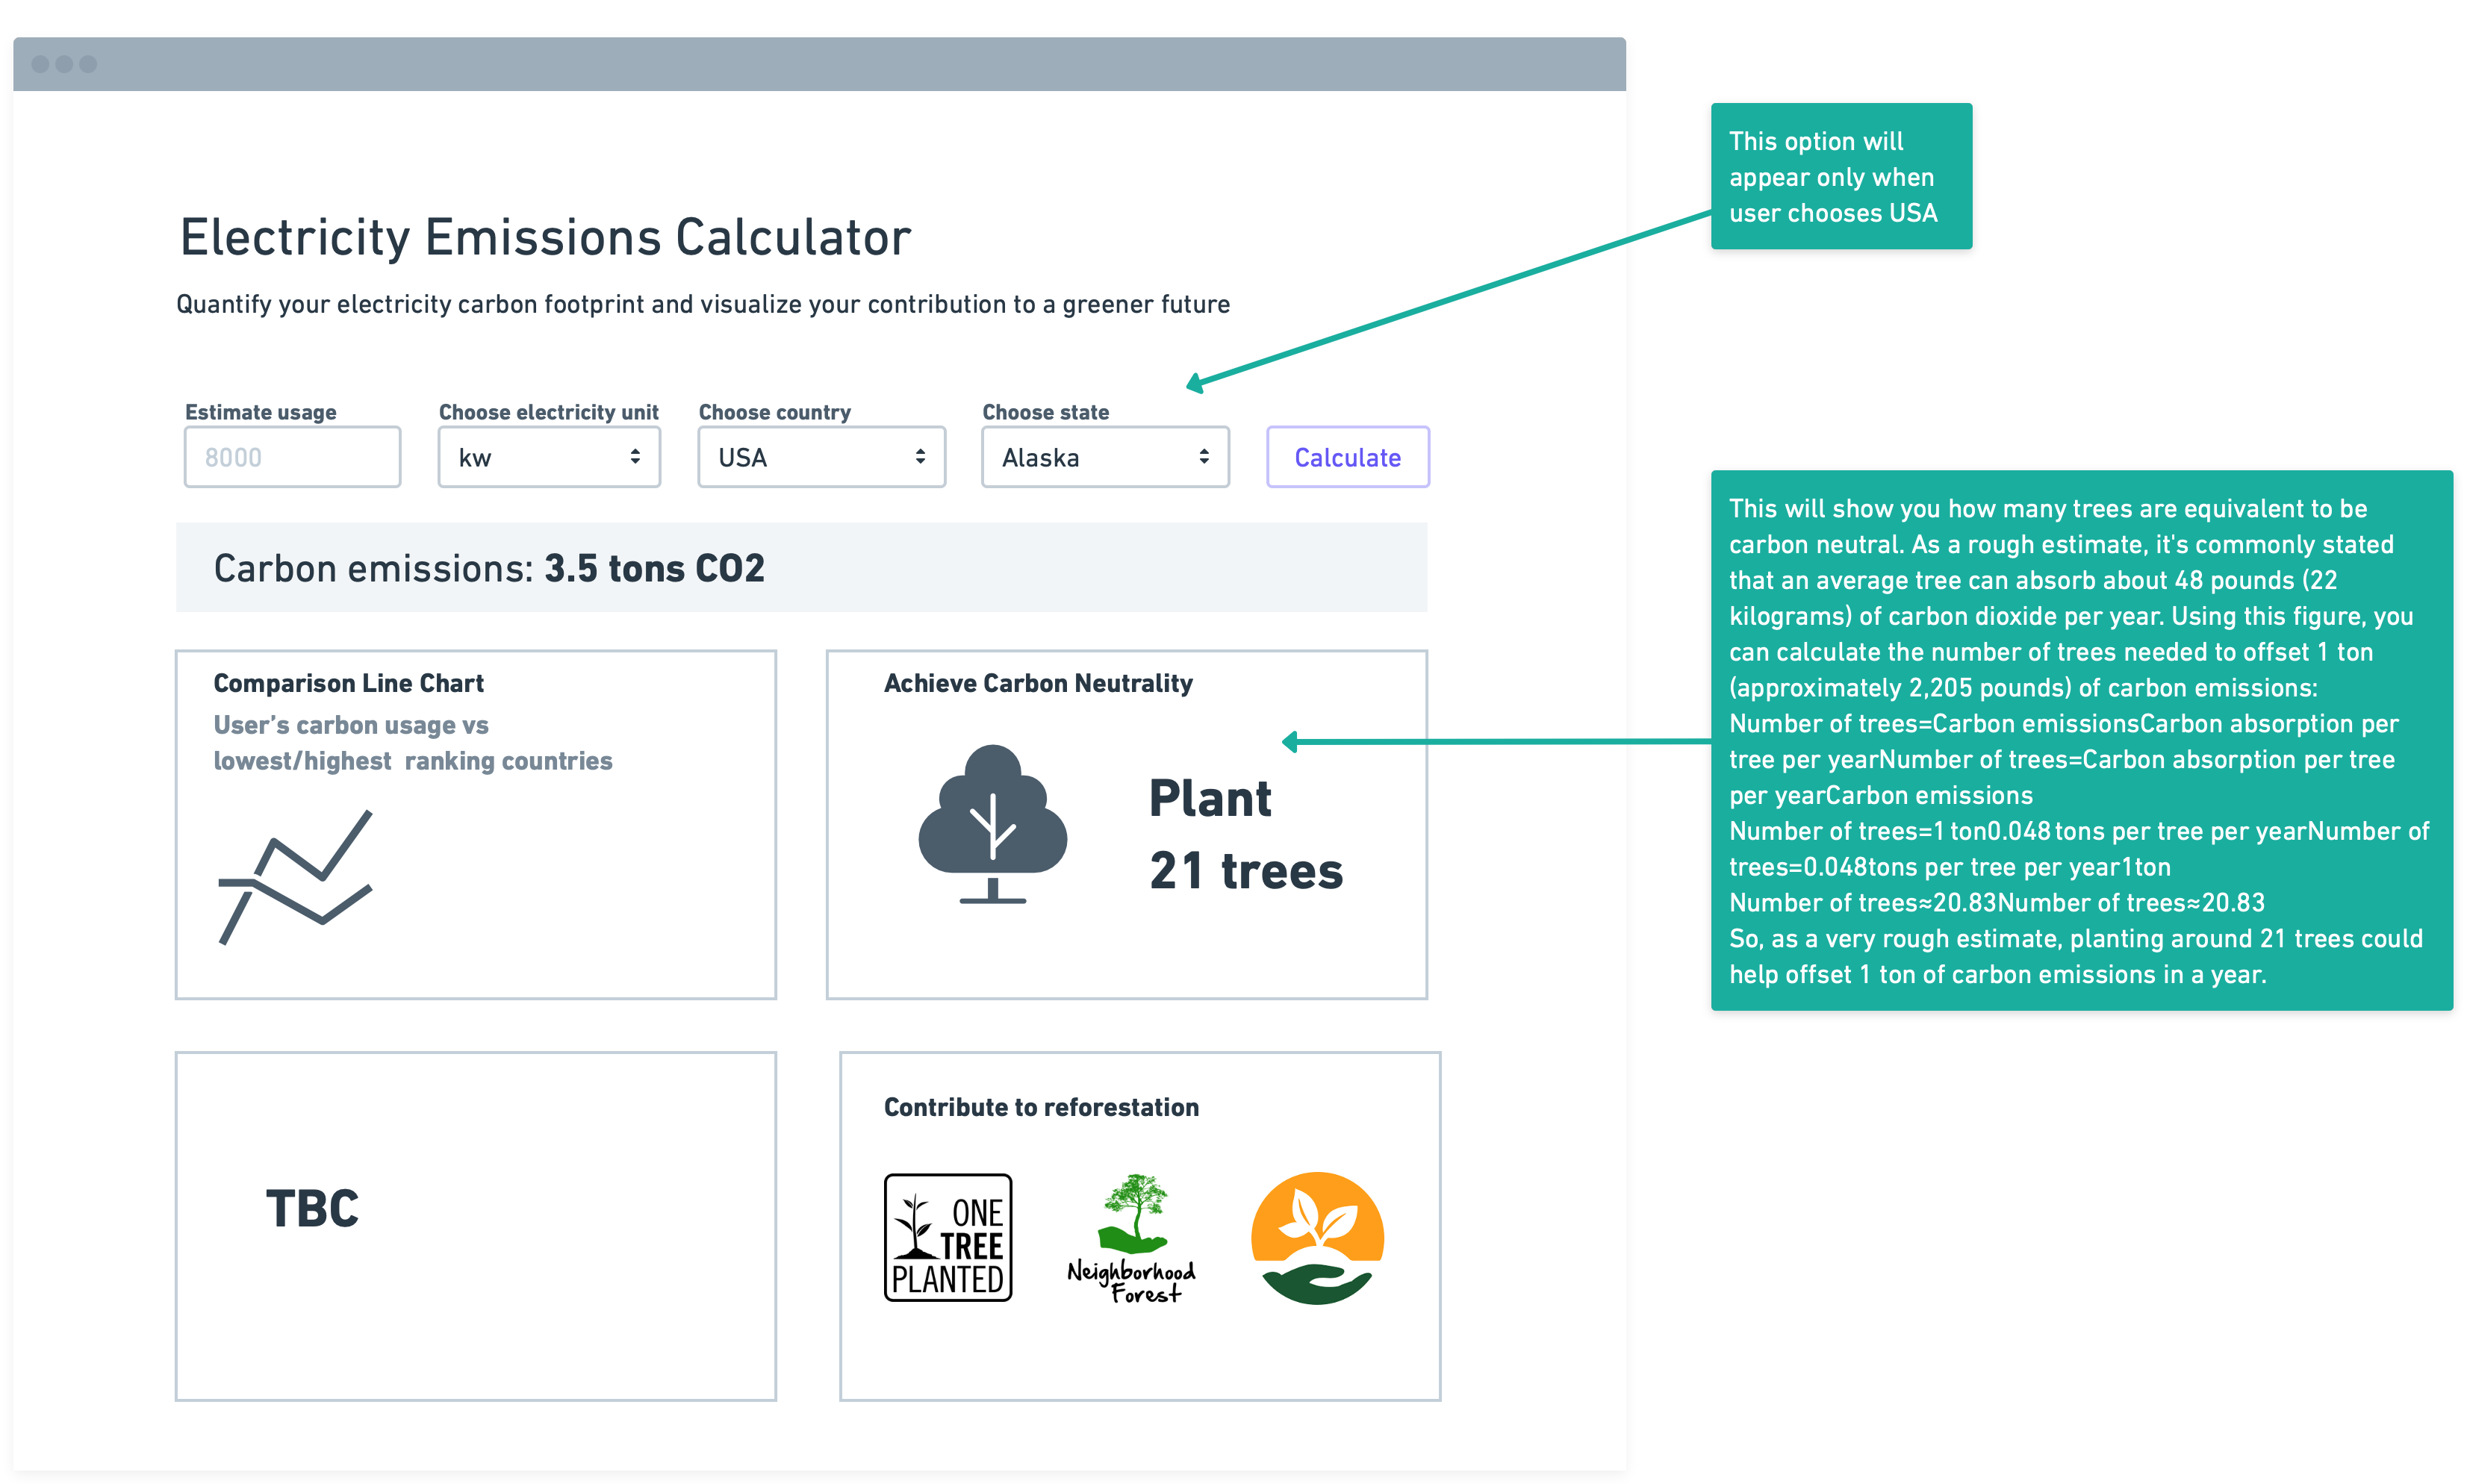 Electricity Emissions Calculator
Quantify your electricity carbon footprint and visualize your contribution to a greener future
Estimate usage
8000
Choose electricity unit
kw
Choose country
USA
Choose state
Alaska
Calculate
Carbon emissions: 3.5 tons CO2
Comparison Line Chart
User’s carbon usage vs
lowest/highest ranking countries
Achieve Carbon Neutrality
Plant
21 trees
TBC
Contribute to reforestation
ONE
TREE
PLANTED
Neighborhood
Forest
This option will
appear only when
user chooses USA
This will show you how many trees are equivalent to be
carbon neutral. As a rough estimate, it's commonly stated
that an average tree can absorb about 48 pounds (22
kilograms) of carbon dioxide per year. Using this figure, you
can calculate the number of trees needed to offset 1 ton
(approximately 2,205 pounds) of carbon emissions:
Number of trees=Carbon emissionsCarbon absorption per
tree per yearNumber of trees=Carbon absorption per tree
per yearCarbon emissions
Number of trees=1 ton0.048 tons per tree per yearNumber of
trees=0.048tons per tree per year1ton
Number of trees≈20.83Number of trees≈20.83
So, as a very rough estimate, planting around 21 trees could
help offset 1 ton of carbon emissions in a year.